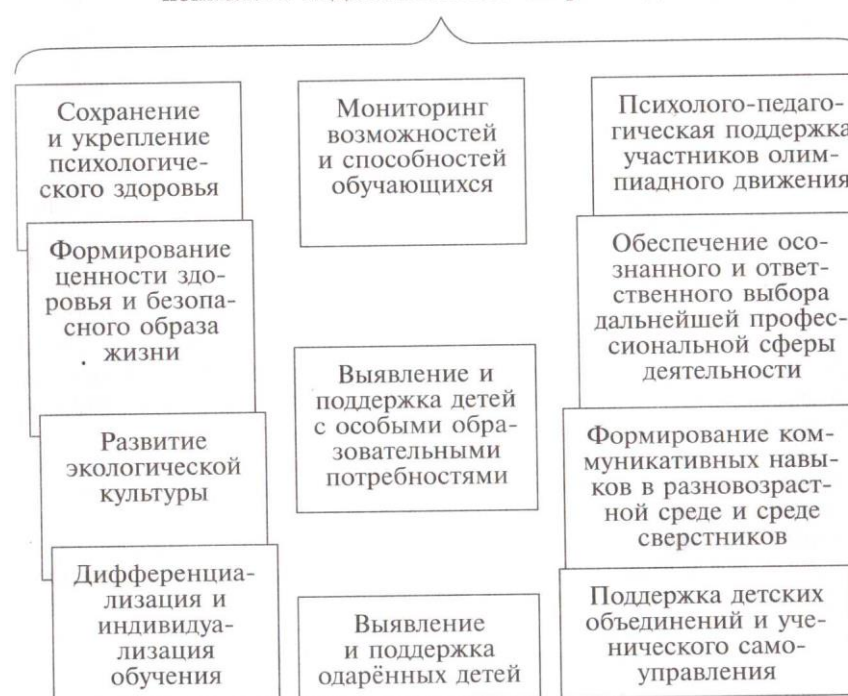 Сохранение
и укрепление
психологиче-
ского здоровья
Формирование
ценности здо-
ровья и безопа-
сного образа
жизни
Развитие
экологической
культуры
Дифференциа-
лизация и
индивидуа-
лизация
обучения
Мониторинг
возможностей
и способностей
обучающихся
Выявление и
поддержка детей
с особыми обра-
зовательными
потребностями
Выявление
и поддержка
одарённых детей
Психолого-педаго-
гическая поддержка
участников олим-
пиадного движения
Обеспечение осо-
знанного и ответ-
ственного выбора
дальнейшей профес-
сиональной сферы
деятельности
Формирование ком-
муникативных навы-
ков в разновозраст-
ной среде и среде
сверстников
Поддержка детских
объединений и уче-
нического само-
управления